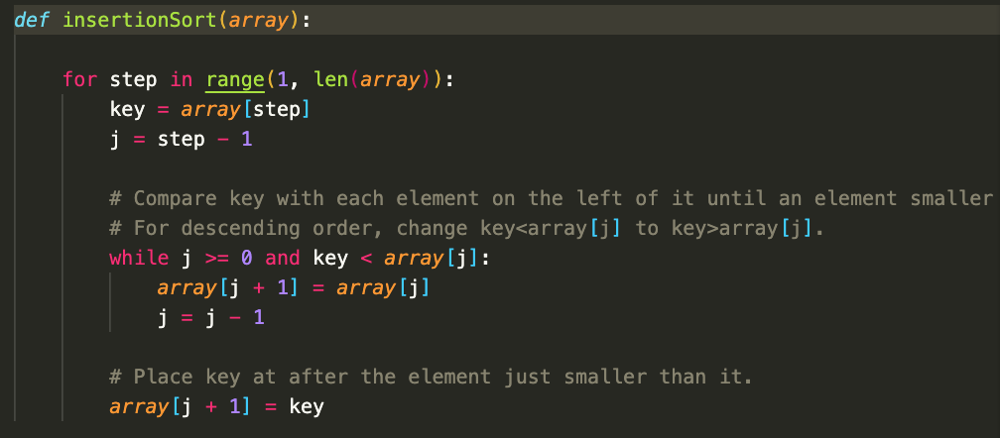 def insertionSort(array):
for step in range(1, len(array)):
key = array[step]
j = step - 1
# Compare key with each element on the left of it until an element smaller
# For descending order, change key<array[j] to key>array[j].
while j >= 0 and key < array[j]:
array[j + 1] = array[j]
j = j - 1
# Place key at after the element just smaller than it.
array[j + 1] = key